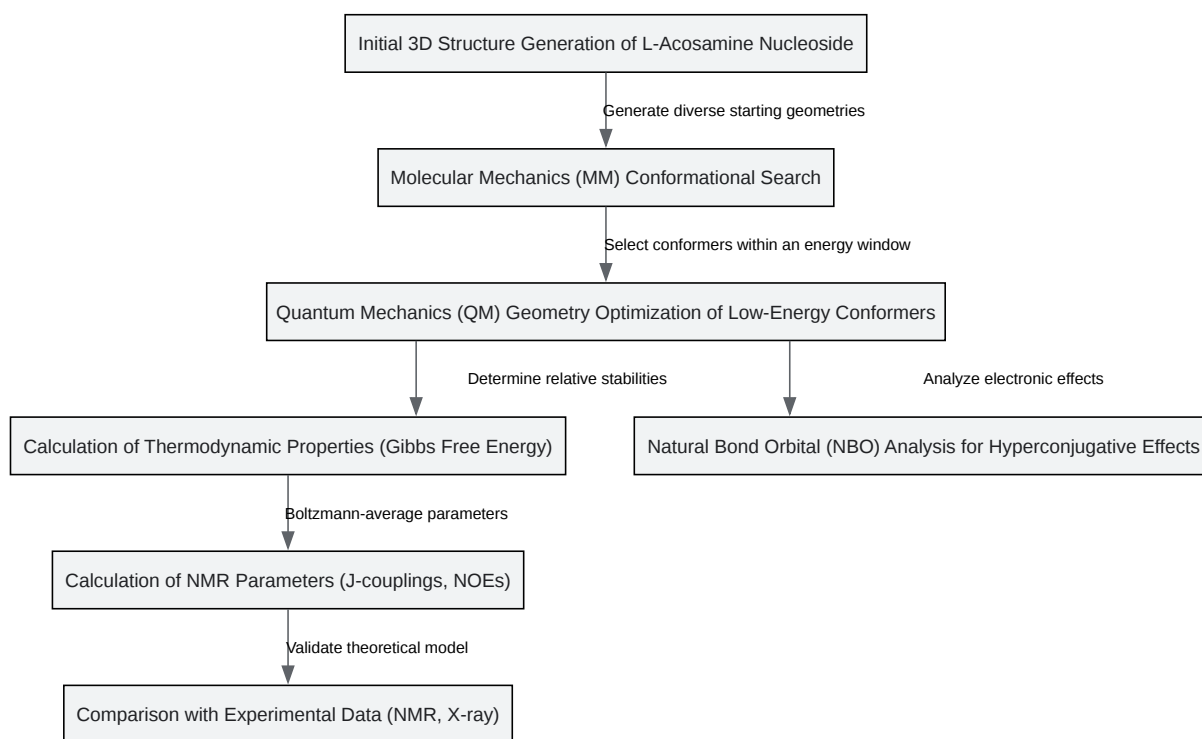 Initial 3D Structure Generation of L-Acosamine Nucleoside
Generate diverse starting geometries
Molecular Mechanics (MM) Conformational Search
Select conformers within an energy window
Quantum Mechanics (QM) Geometry Optimization of Low-Energy Conformers
Determine relative stabilities
Analyze electronic effects
Calculation of Thermodynamic Properties (Gibbs Free Energy)
Natural Bond Orbital (NBO) Analysis for Hyperconjugative Effects
Boltzmann-average parameters
Calculation of NMR Parameters (J-couplings, NOEs)
Validate theoretical model
Comparison with Experimental Data (NMR, X-ray)